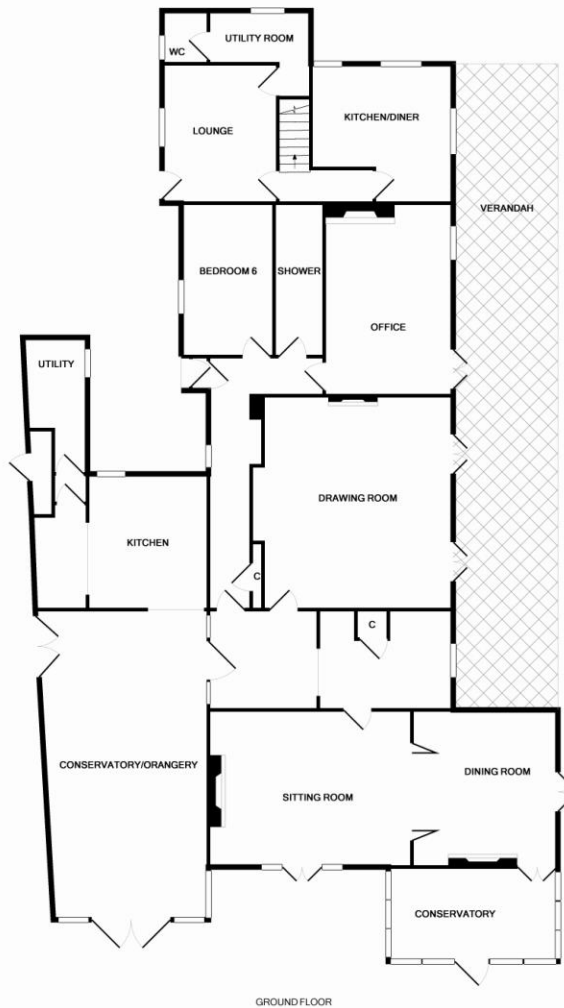 UTILITY ROOM
WC
KITCHEN/DINER
LOUNGE
VERANDAH
BEDROOM 6
SHOWER
OFFICE
UTILITY
DRAWING ROOM
KITCHEN
C
C
CONSERVATORY/ORANGERY
DINING ROOM
SITTING ROOM
CONSERVATORY
GROUND FLOOR